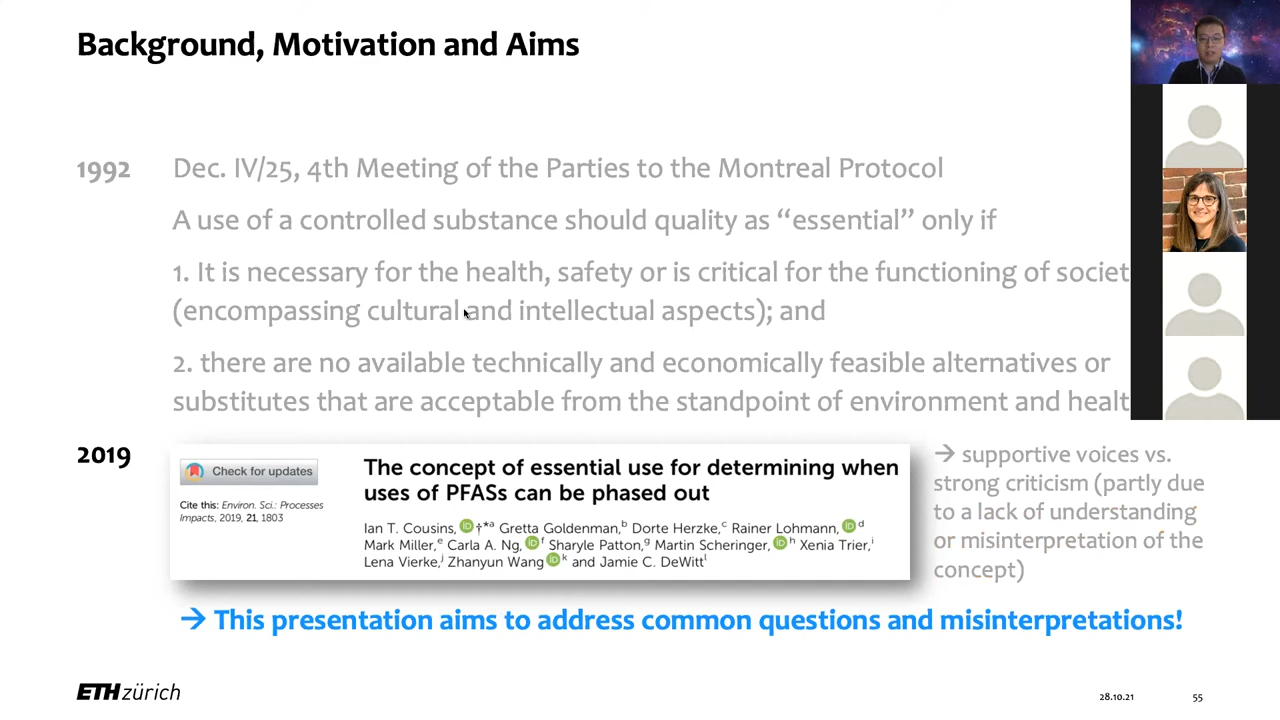 Background, Motivation and Aims
1992 Dec. IV/25, 4th Meeting of the Parties to the Montreal Protocol
A use of a controlled substance should quality as “essential” only if
1. It is necessary for the health, safety or is critical for the functioning of societ
(encompassing cultural and intellectual aspects); and
2. there are no available technically and economically feasible alternatives or
substitutes that are acceptable from the standpoint of environment and healt
2019
Check for updates
Cite this: Environ. Sci.: Processes
Impacts, 2019, 21, 1803
The concept of essential use for determining when
uses of PFASs can be phased out
Ian T. Cousins, iD †*a Gretta Goldenman,b Dorte Herzke,c Rainer Lohmann, iD d
Mark Miller,e Carla A. Ng, iD f Sharyle Patton,g Martin Scheringer, iD h Xenia Trier,i
Lena Vierke,j Zhanyun Wang iD k and Jamie C. DeWittl
→ supportive voices vs.
strong criticism (partly due
to a lack of understanding
or misinterpretation of the
concept)
→ This presentation aims to address common questions and misinterpretations!
ETH zürich
28.10.21
55